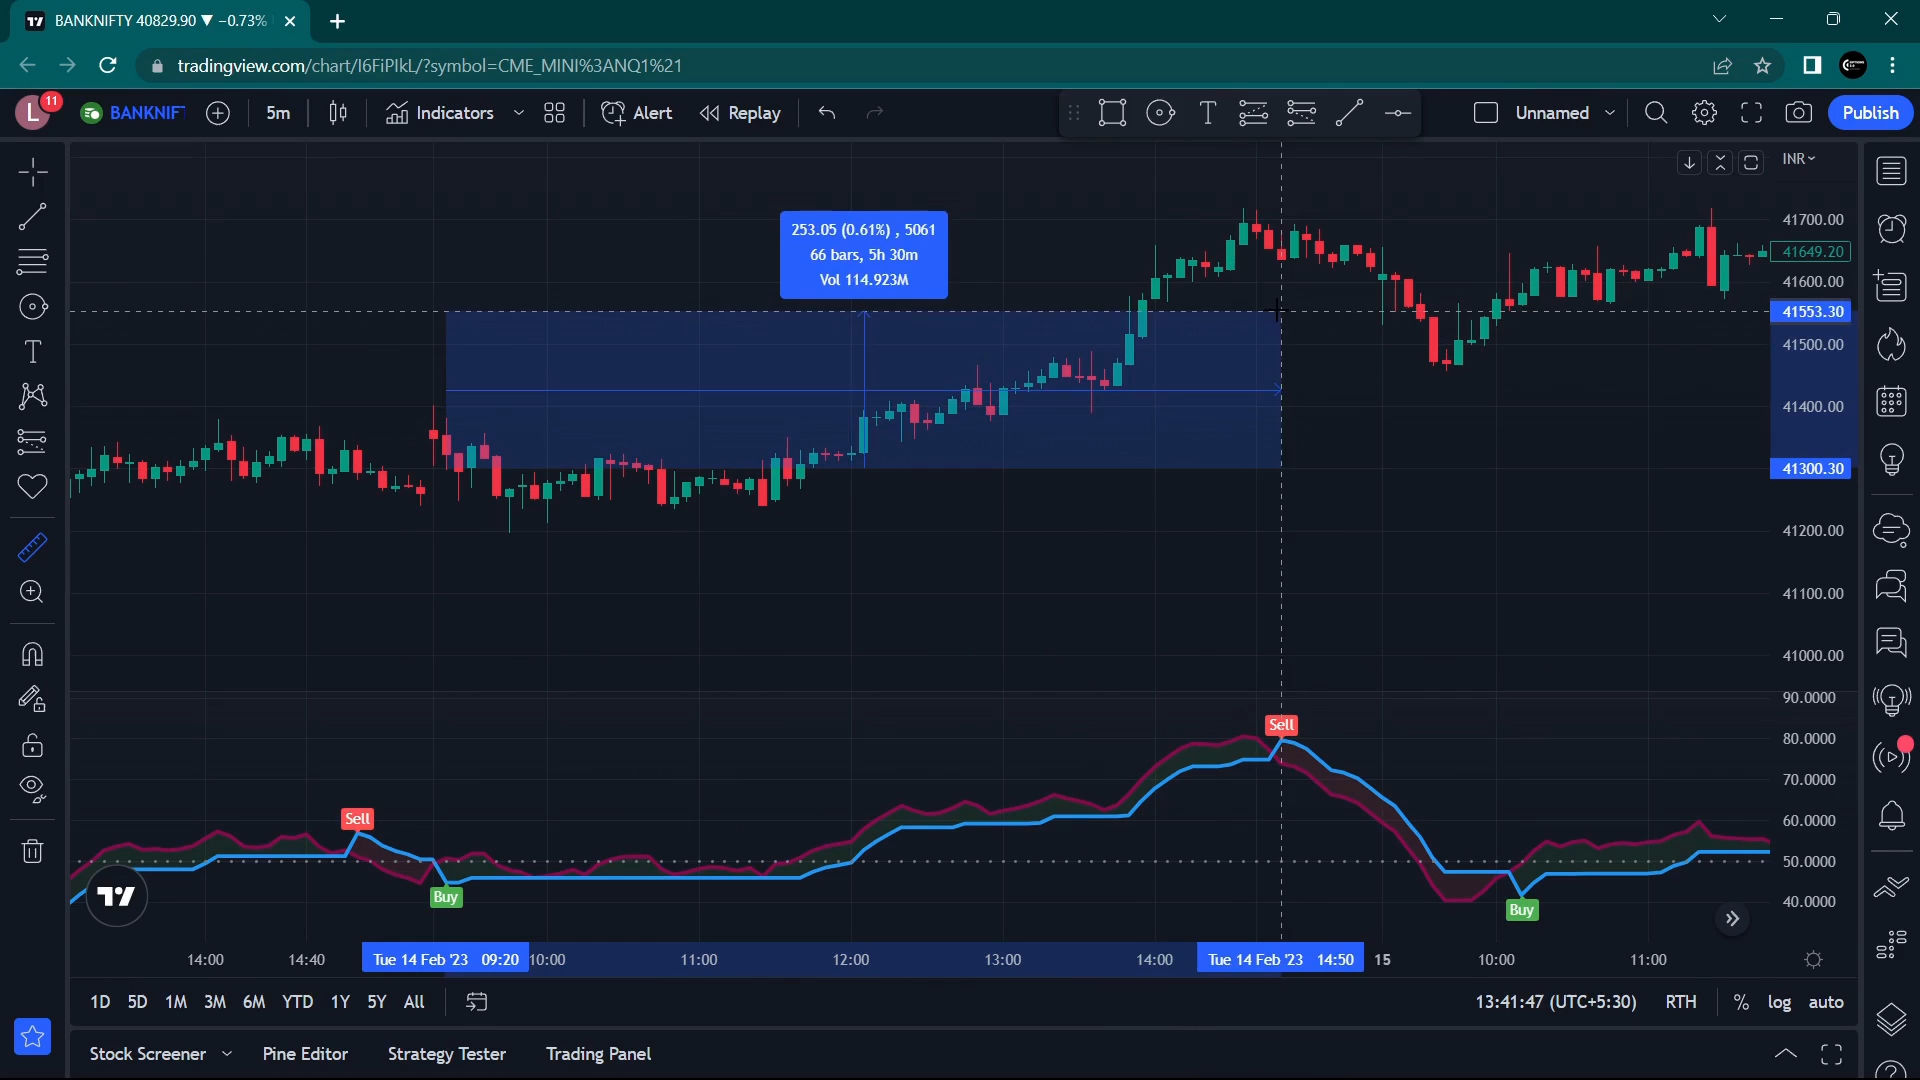 BANKNIFTY 40829.90 ▼ −0.73%
tradingview.com/chart/I6FiPIkL/?symbol=CME_MINI%3ANQ1%21
L
11
BANKNIFT
5m
Indicators
Alert
Replay
T
Unnamed
Publish
INR
253.05 (0.61%) , 5061
66 bars, 5h 30m
Vol 114.923M
41700.00
41649.20
41600.00
41553.30
41500.00
41400.00
41300.30
41200.00
41100.00
41000.00
90.0000
80.0000
70.0000
60.0000
50.0000
40.0000
Sell
Sell
Buy
Buy
14:00
14:40
Tue 14 Feb '23 09:20
10:00
11:00
12:00
13:00
14:00
Tue 14 Feb '23 14:50
15
10:00
11:00
1D 5D 1M 3M 6M YTD 1Y 5Y All
13:41:47 (UTC+5:30) RTH % log auto
Stock Screener Pine Editor Strategy Tester Trading Panel